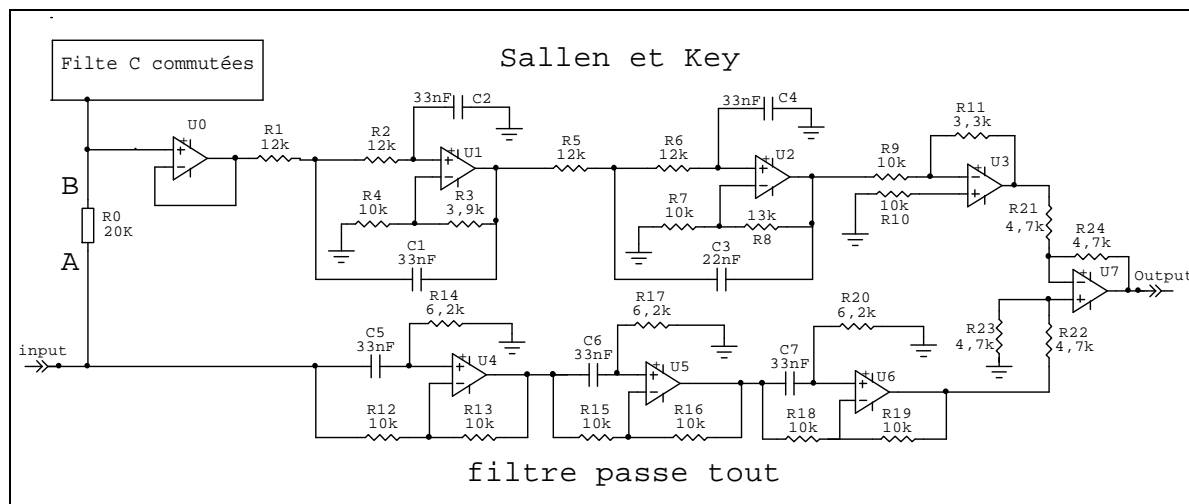 Filte C commutées
Sallen et Key
33nF C2
33nF C4
U0
R1
12k
R2
12k
U1
R5
12k
R6
12k
U2
R9
10k
R11
3,3k
U3
R4
10k
R3
3,9k
R7
10k
13k
R8
10k
R10
B
R0
20K
A
C1
33nF
C3
22nF
R21
4,7k
R24
4,7k
U7
Output
R14
6,2k
R17
6,2k
R20
6,2k
R23
4,7k
R22
4,7k
input
C5
33nF
U4
C6
33nF
U5
C7
33nF
U6
R12
10k
R13
10k
R15
10k
R16
10k
R18
10k
R19
10k
filtre passe tout